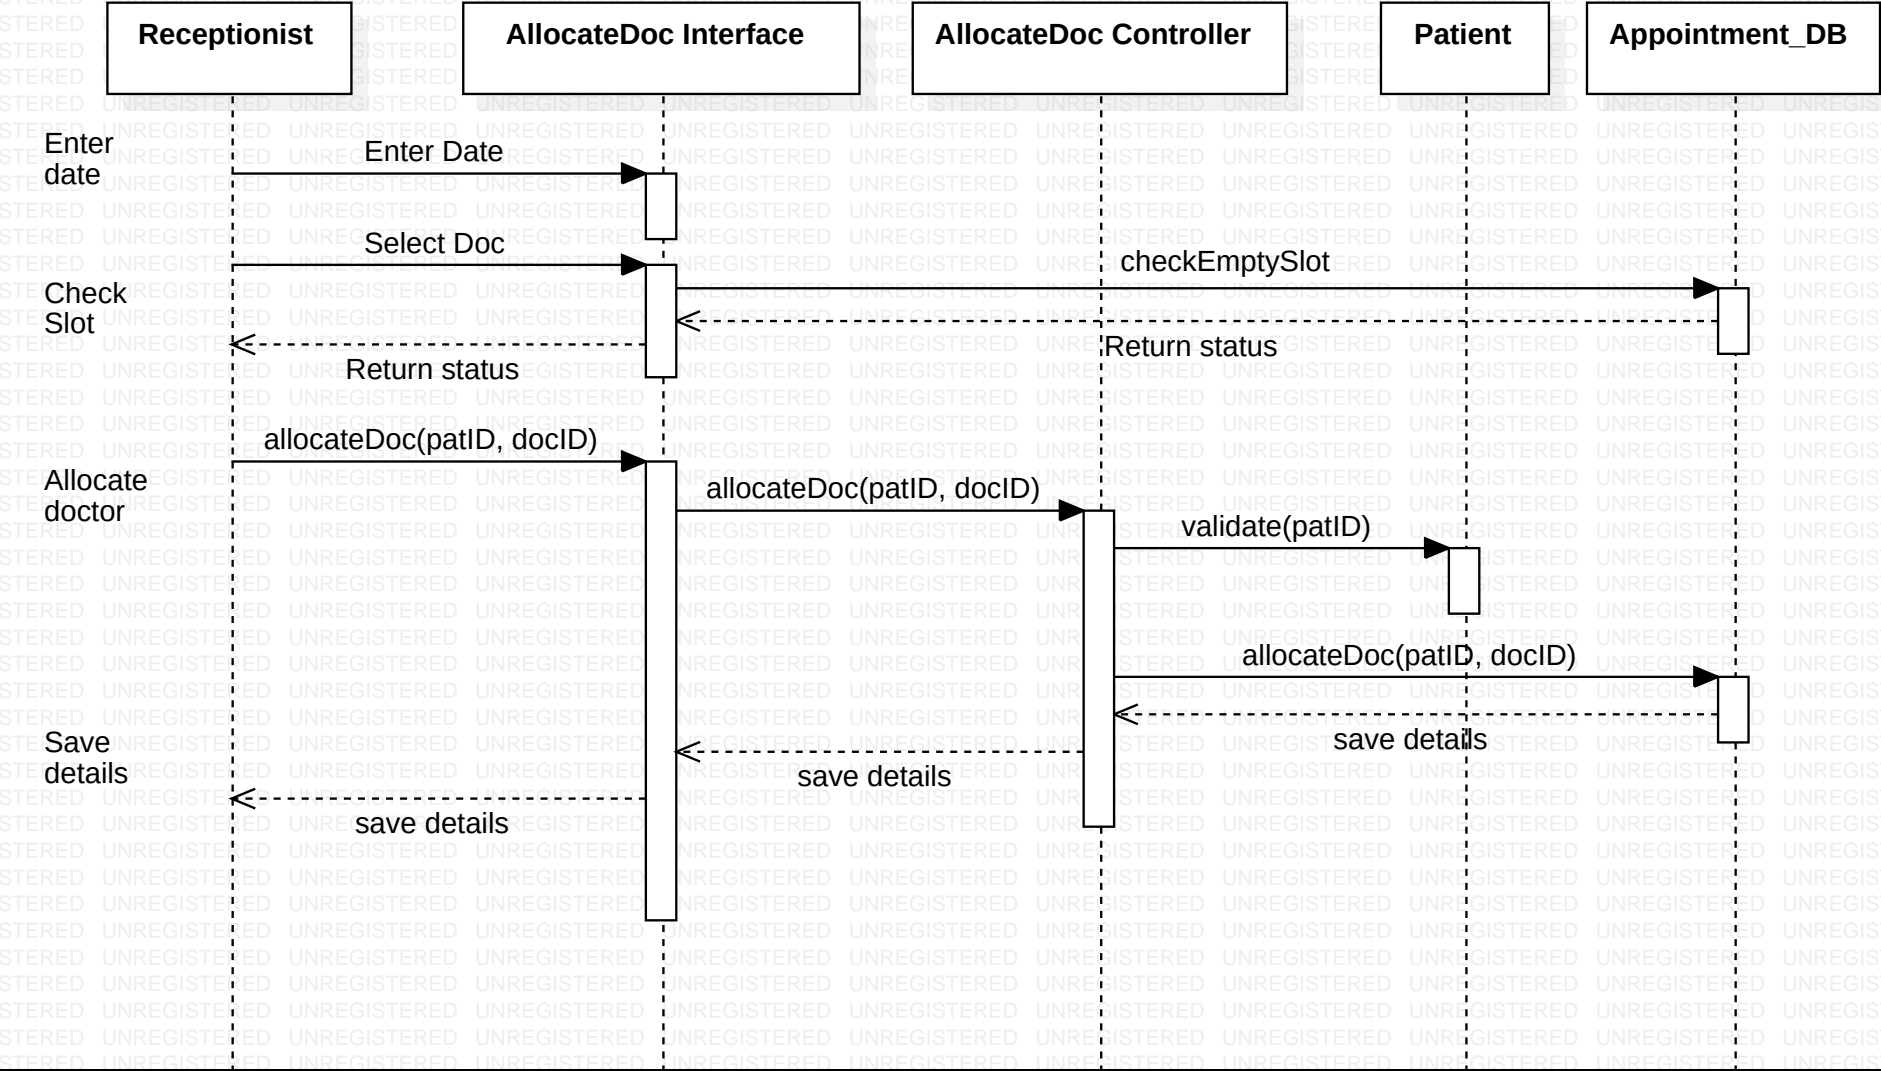 Receptionist
AllocateDoc Interface
AllocateDoc Controller
Patient
Appointment_DB
Enter
date
Enter Date
Select Doc
checkEmptySlot
Check
Slot
Return status
Return status
allocateDoc(patID, docID)
Allocate
doctor
allocateDoc(patID, docID)
validate(patID)
allocateDoc(patID, docID)
save details
Save
details
save details
save details
UNREGISTERED